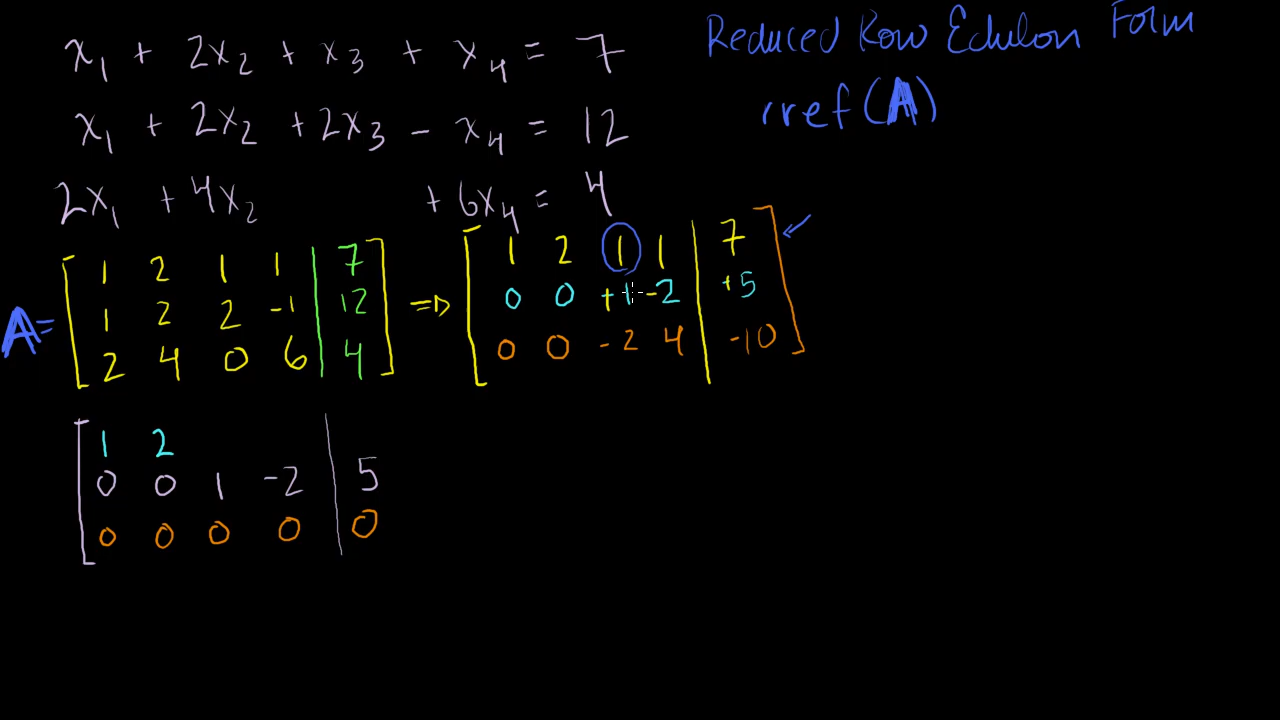 x₁ + 2x₂ + x₃ + x₄ = 7
x₁ + 2x₂ + 2x₃ - x₄ = 12
2x₁ + 4x₂ + 6x₄ = 4
Reduced Row Echelon Form
rref(A)
A =
1 2 1 1 | 7
1 2 2 -1 | 12
2 4 0 6 | 4
⇒
1 2 1 1 | 7
0 0 +1 -2 | +5
0 0 -2 4 | -10
1 2
0 0 1 -2 | 5
0 0 0 0 | 0